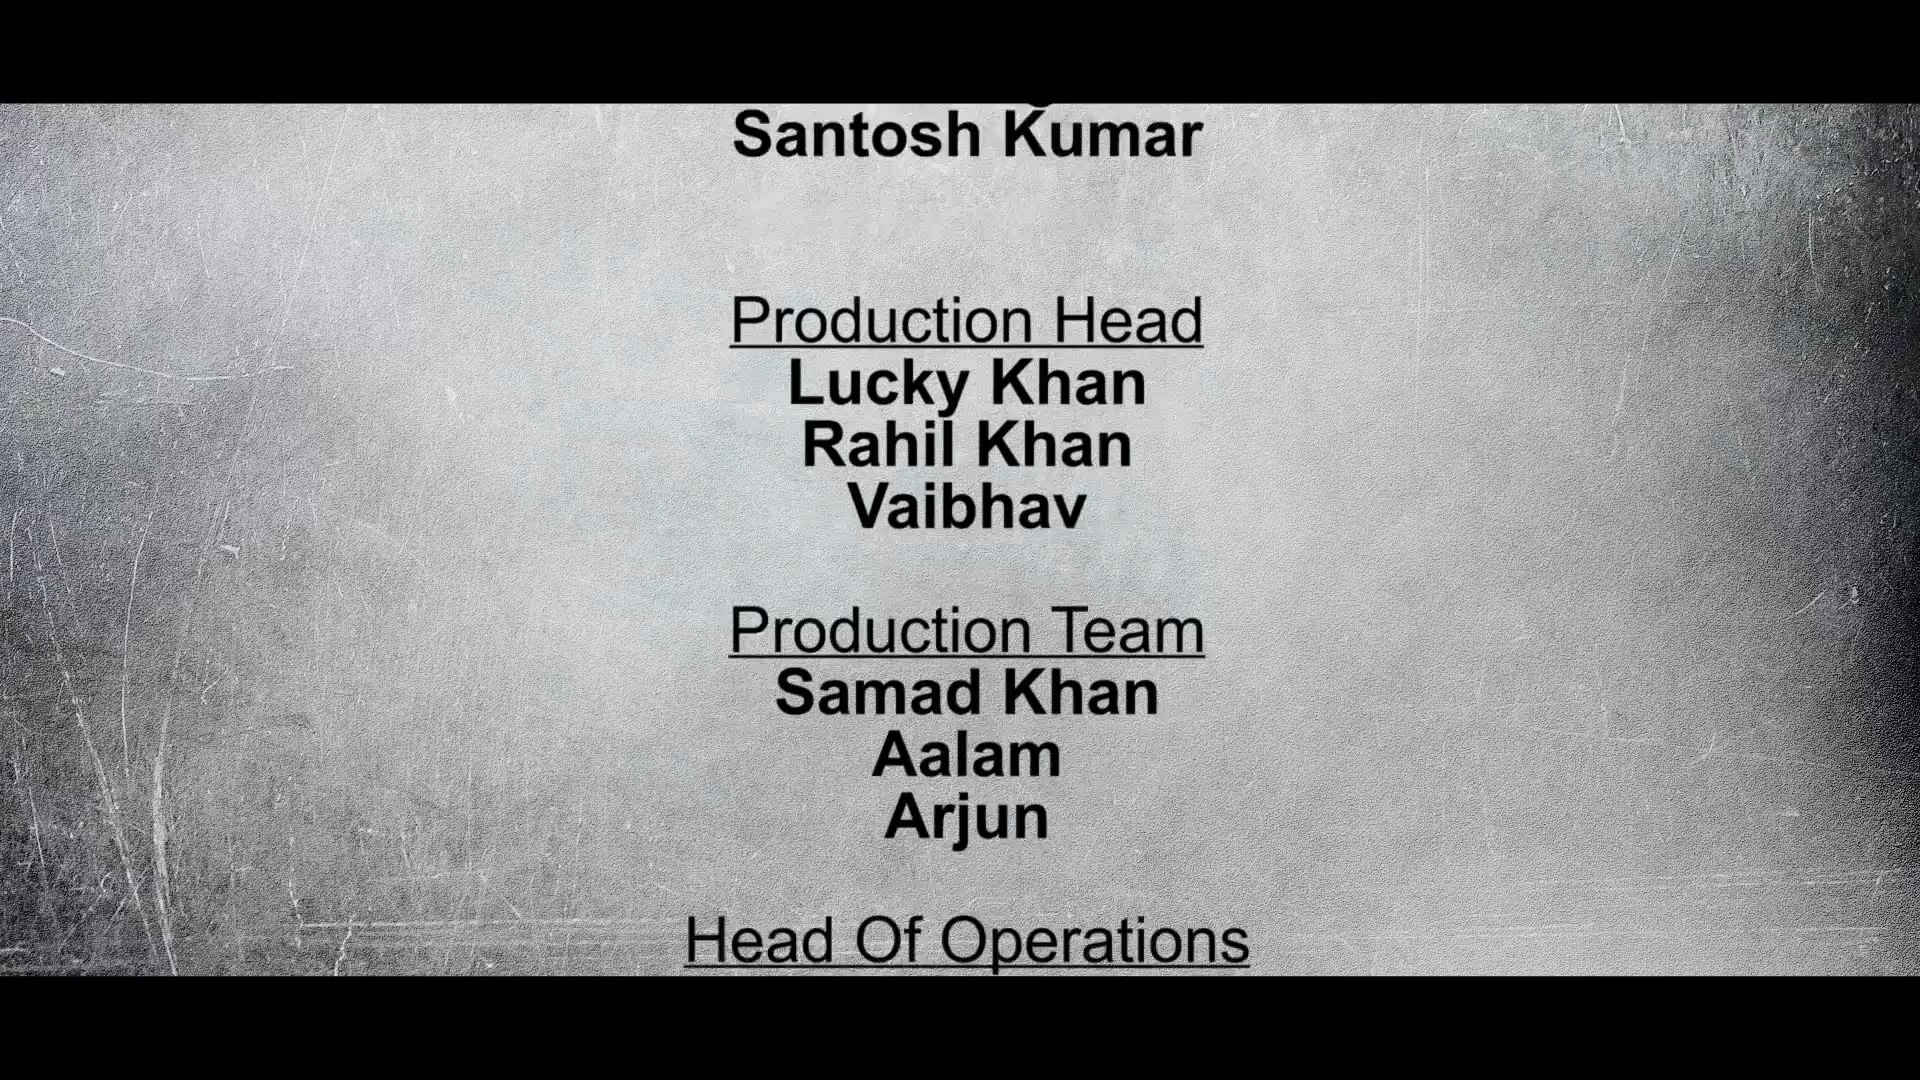 Santosh Kumar
Production Head
Lucky Khan
Rahil Khan
Vaibhav
Production Team
Samad Khan
Aalam
Arjun
Head Of Operations